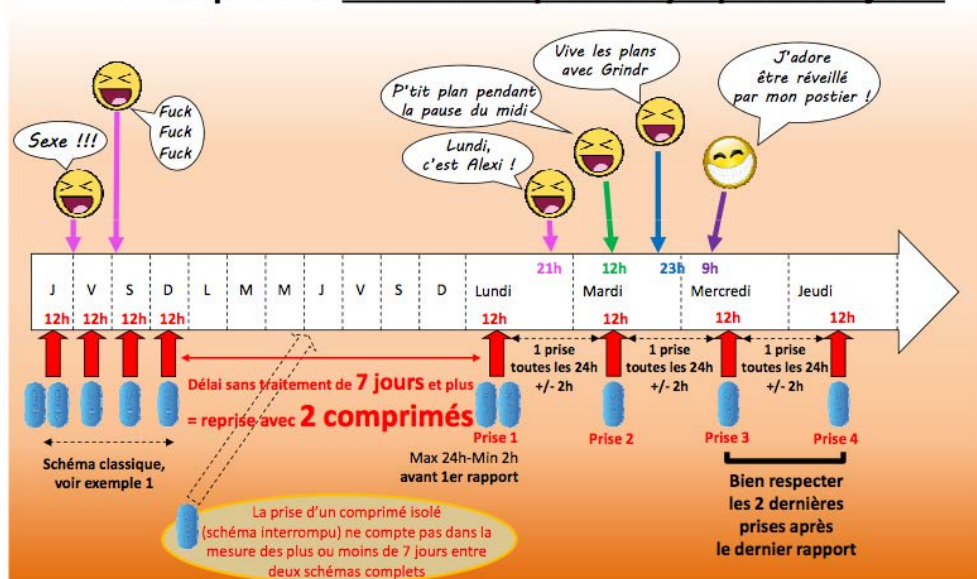 Sexe !!!
Fuck
Fuck
Fuck
P'tit plan pendant
la pause du midi
Lundi,
c'est Alexi !
Vive les plans
avec Grindr
J'adore
être réveillé
par mon postier !
21h 12h 23h 9h
J V S D L M M J V S D Lundi Mardi Mercredi Jeudi
12h 12h 12h 12h 12h 12h 12h 12h
1 prise
toutes les 24h
+/- 2h
1 prise
toutes les 24h
+/- 2h
1 prise
toutes les 24h
+/- 2h
Délai sans traitement de 7 jours et plus
= reprise avec 2 comprimés
Prise 1 Prise 2 Prise 3 Prise 4
Schéma classique,
voir exemple 1
Max 24h-Min 2h
avant 1er rapport
Bien respecter
les 2 dernières
prises après
le dernier rapport
La prise d'un comprimé isolé
(schéma interrompu) ne compte pas dans la
mesure des plus ou moins de 7 jours entre
deux schémas complets